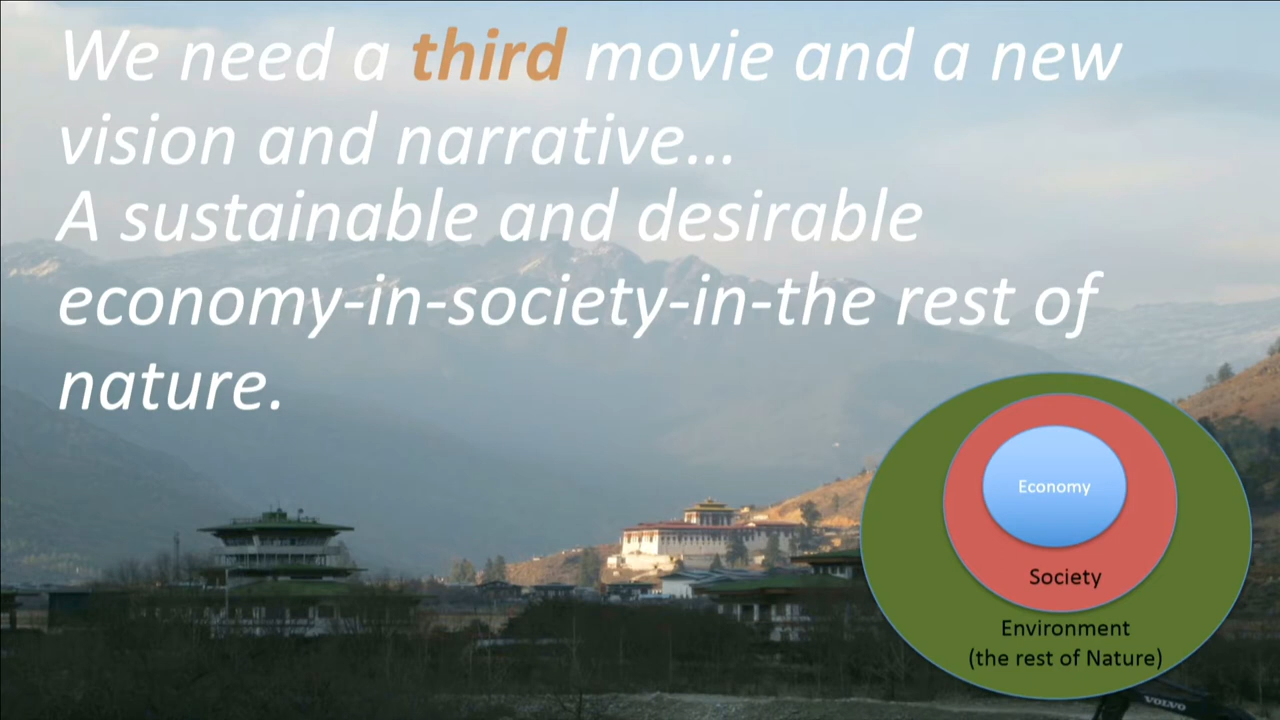 We need a third movie and a new
vision and narrative...
A sustainable and desirable
economy-in-society-in-the rest of
nature.
Economy
Society
Environment
(the rest of Nature)
VOLVO